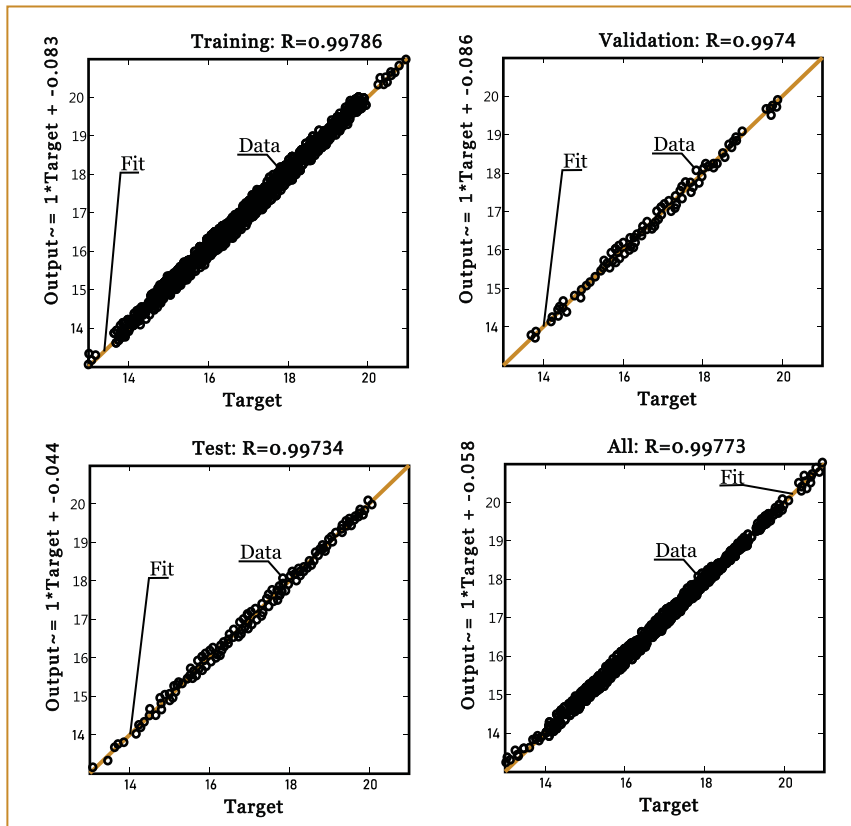 Training: R=0.99786
Output~= 1*Target + -0.083
20
19
18
17
16
15
14
Fit
Data
14
16
18
20
Target
Validation: R=0.9974
Output~= 1*Target + -0.086
20
19
18
17
16
15
14
Fit
Data
14
16
18
20
Target
Test: R=0.99734
Output~= 1*Target + -0.044
20
19
18
17
16
15
14
Fit
Data
14
16
18
20
Target
All: R=0.99773
Output~= 1*Target + -0.058
20
19
18
17
16
15
14
Fit
Data
14
16
18
20
Target